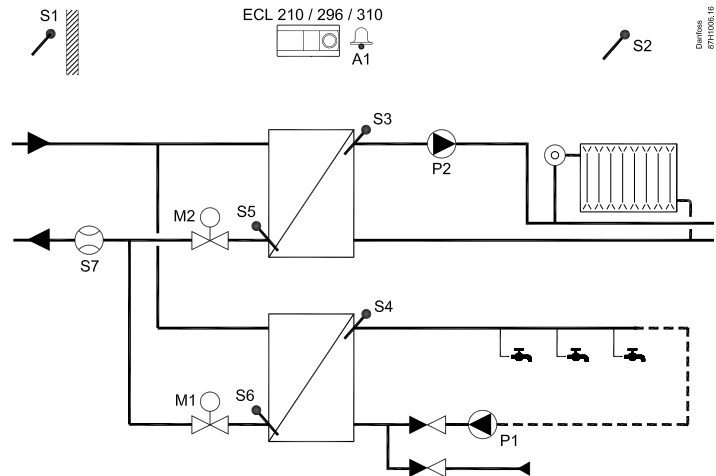 S1
ECL 210 / 296 / 310
A1
S2
Danfoss
87H1006.16
S3
P2
M2
S5
S7
S4
M1
S6
P1